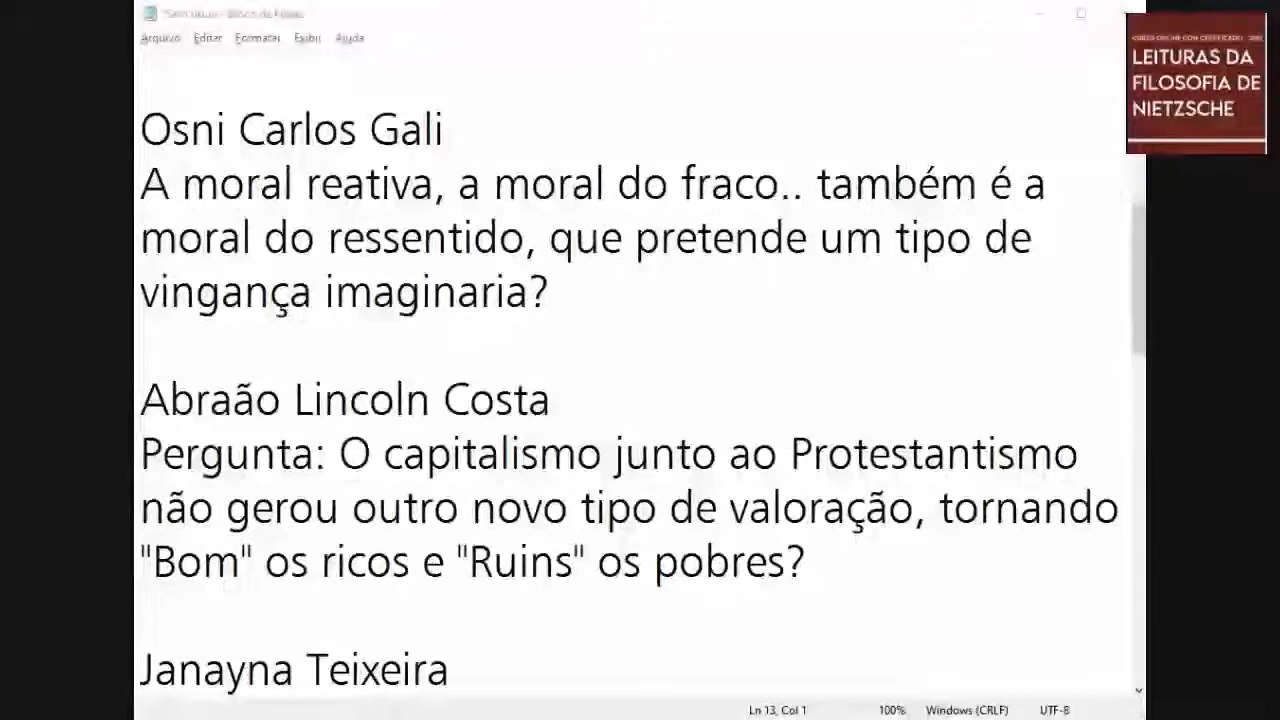 Arquivo Editar Formatar Exibir Ajuda
LEITURAS DA
FILOSOFIA DE
NIETZSCHE
Osni Carlos Gali
A moral reativa, a moral do fraco.. também é a
moral do ressentido, que pretende um tipo de
vingança imaginaria?
Abraão Lincoln Costa
Pergunta: O capitalismo junto ao Protestantismo
não gerou outro novo tipo de valoração, tornando
"Bom" os ricos e "Ruins" os pobres?
Janayna Teixeira
Ln 13, Col 1 100% Windows (CRLF) UTF-8